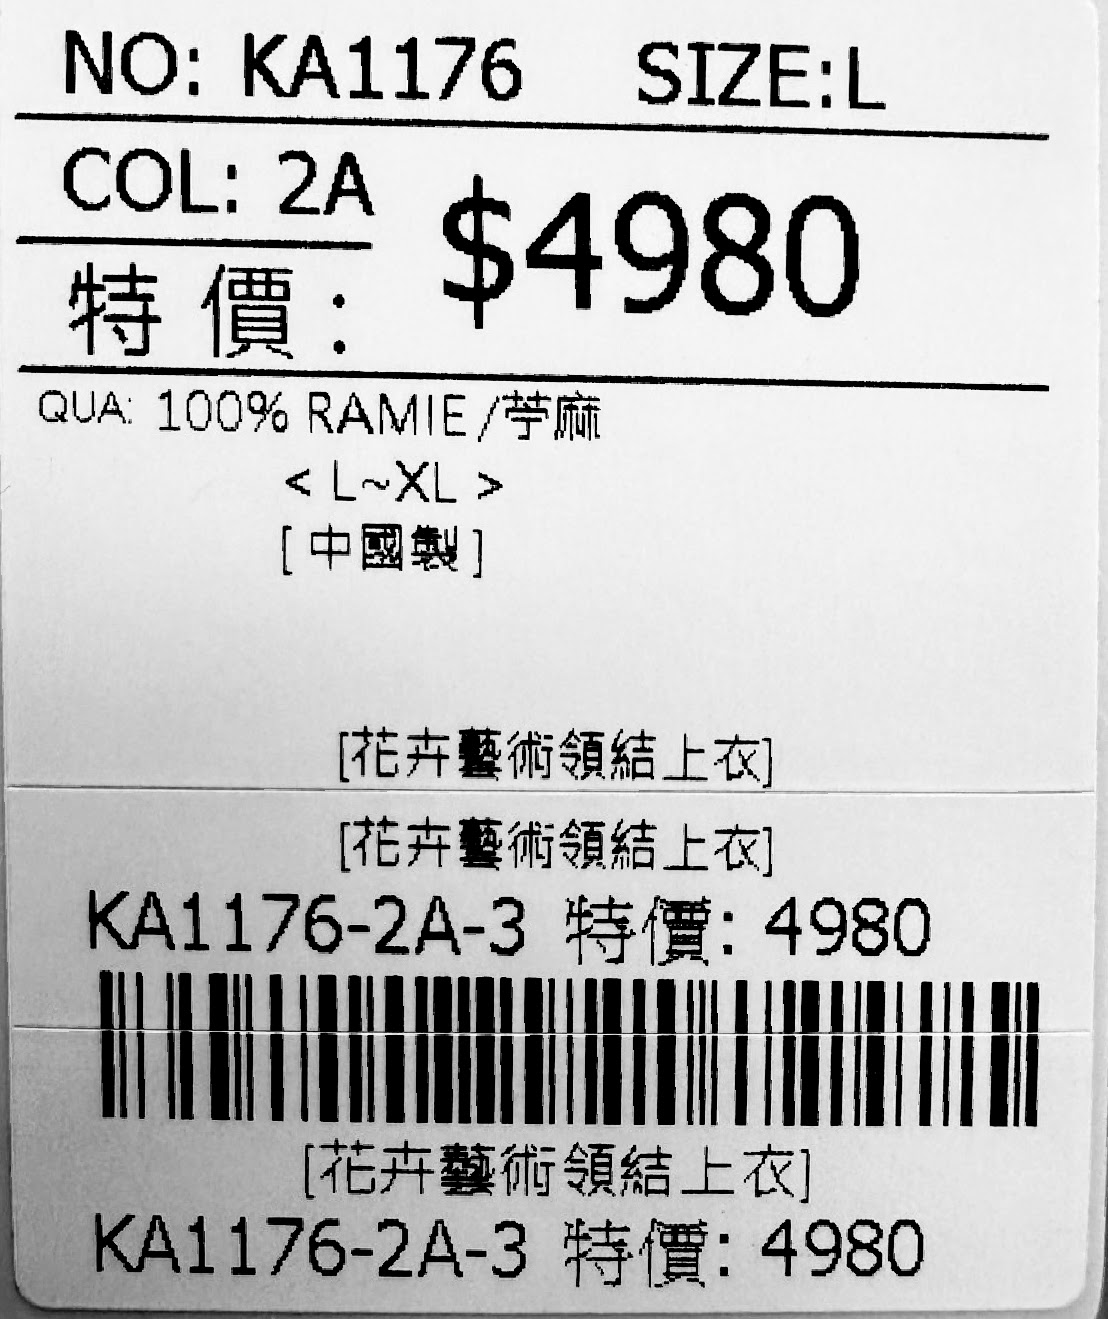 NO: KA1176 SIZE:L
COL: 2A
$4980
特價:
QUA: 100% RAMIE/苧麻
< L~XL >
[中國製]
[花卉藝術領結上衣]
[花卉藝術領結上衣]
KA1176-2A-3 特價: 4980
[花卉藝術領結上衣]
KA1176-2A-3 特價: 4980